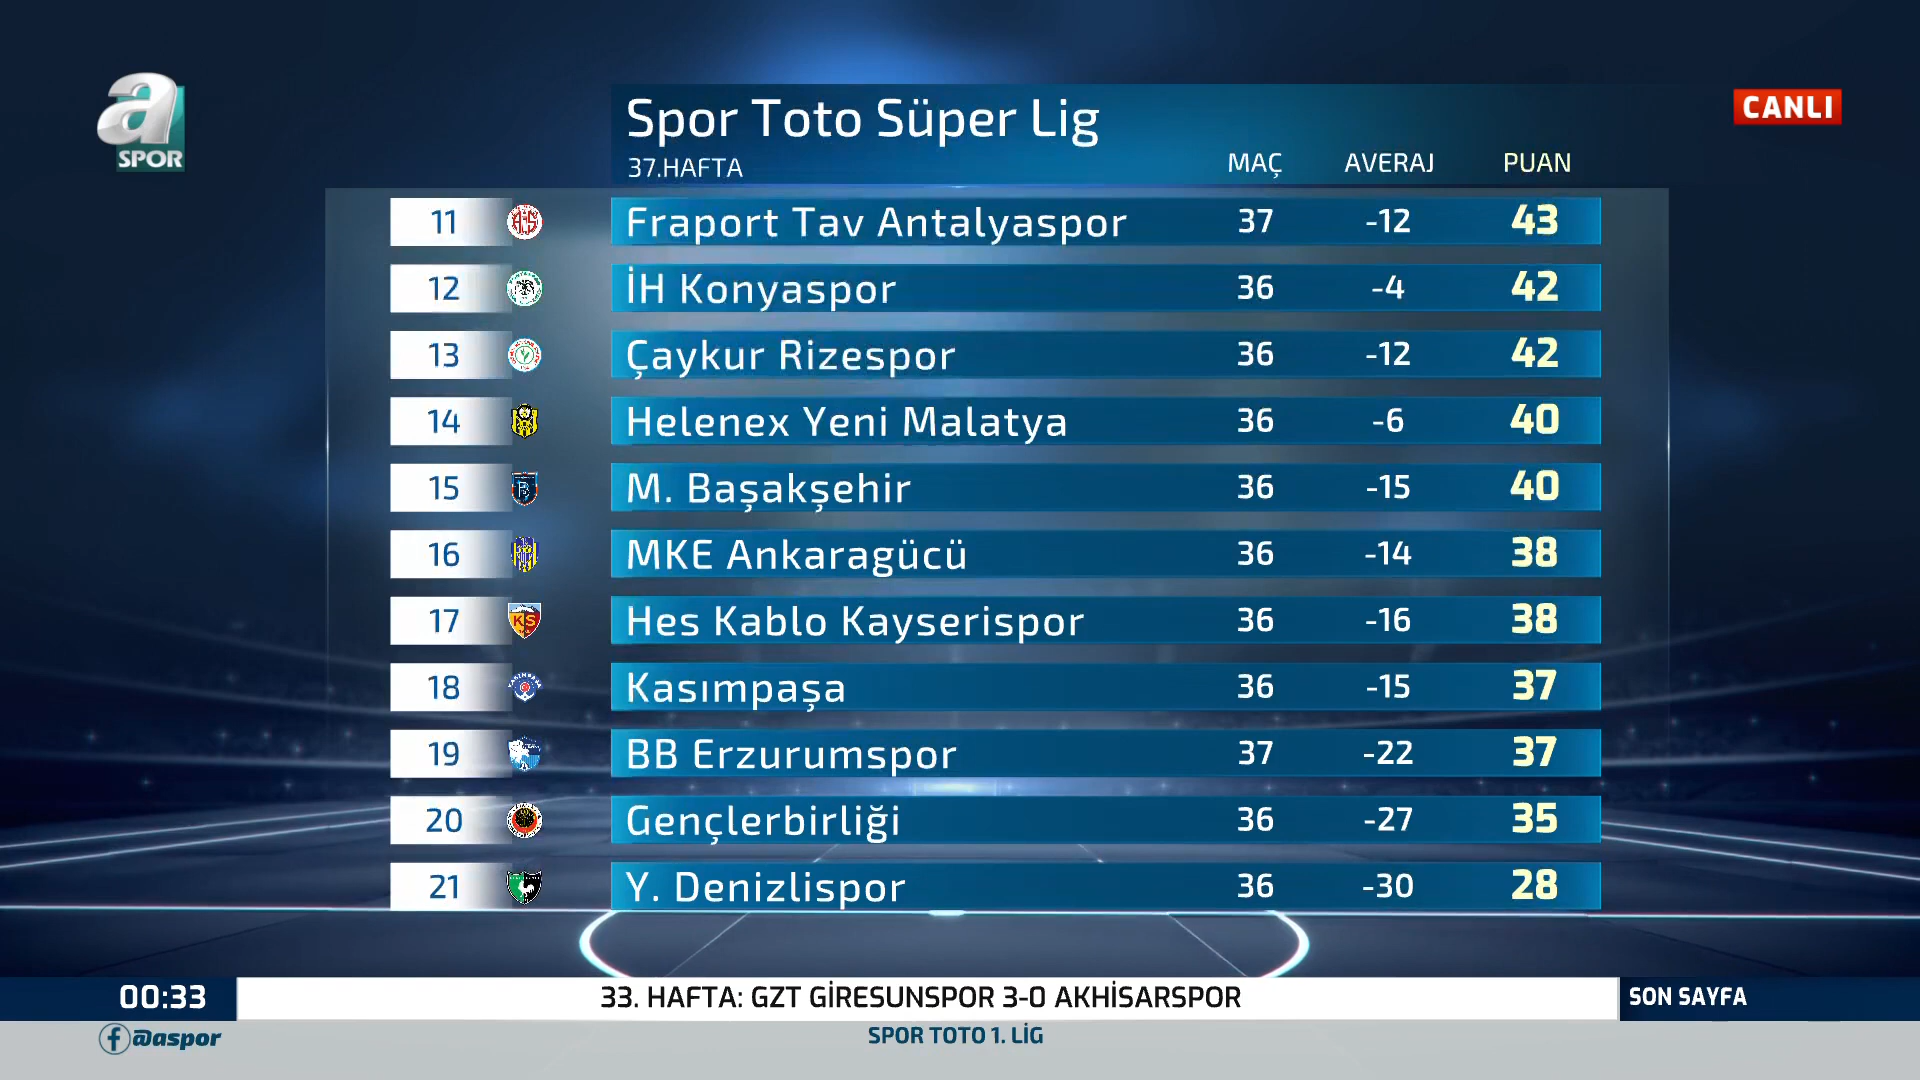 a
SPOR
CANLI
Spor Toto Süper Lig
37.HAFTA
MAÇ AVERAJ PUAN
11 Fraport Tav Antalyaspor 37 -12 43
12 İH Konyaspor 36 -4 42
13 Çaykur Rizespor 36 -12 42
14 Helenex Yeni Malatya 36 -6 40
15 M. Başakşehir 36 -15 40
16 MKE Ankaragücü 36 -14 38
17 Hes Kablo Kayserispor 36 -16 38
18 Kasımpaşa 36 -15 37
19 BB Erzurumspor 37 -22 37
20 Gençlerbirliği 36 -27 35
21 Y. Denizlispor 36 -30 28
00:33 33. HAFTA: GZT GİRESUNSPOR 3-0 AKHİSARSPOR SON SAYFA
@aspor SPOR TOTO 1. LİG